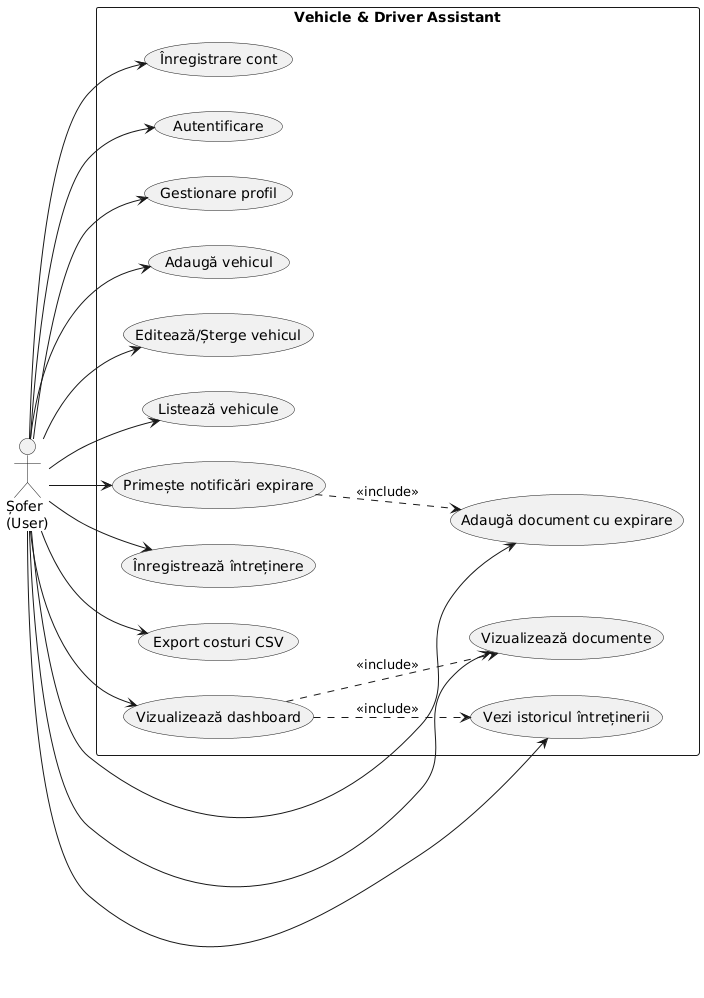 Vehicle & Driver Assistant
Înregistrare cont
Autentificare
Gestionare profil
Adaugă vehicul
Editează/Șterge vehicul
Listează vehicule
Șofer
(User)
Primește notificări expirare
«include»
Adaugă document cu expirare
Înregistrează întreținere
Export costuri CSV
Vizualizează documente
«include»
Vizualizează dashboard
«include»
Vezi istoricul întreținerii